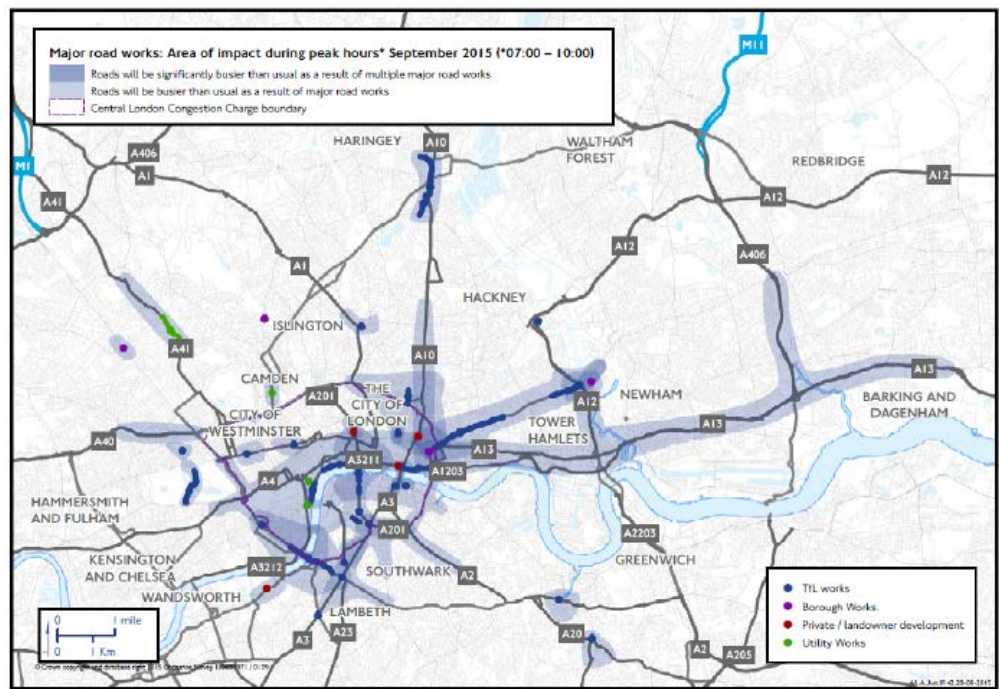 Major road works: Area of impact during peak hours* September 2015 (*07:00 – 10:00)
Roads will be significantly busier than usual as a result of multiple major road works
Roads will be busier than usual as a result of major road works
Central London Congestion Charge boundary
M11
HARINGEY
A10
WALTHAM
FOREST
REDBRIDGE
M1
A406
A1
A12
A41
A12
A12
A406
A1
HACKNEY
ISLINGTON
A41
A10
A13
CAMDEN
A201
THE
CITY OF
LONDON
A12
NEWHAM
BARKING AND
DAGENHAM
CITY OF
WESTMINSTER
TOWER
HAMLETS
A13
A40
A13
A3211
A1203
A4
HAMMERSMITH
AND FULHAM
A3
A201
A2203
KENSINGTON
AND CHELSEA
A3212
SOUTHWARK
A2
GREENWICH
WANDSWORTH
LAMBETH
A3
A23
A20
A2
A205
0 1 mile
0 1 Km
TfL works
Borough Works
Private / landowner development
Utility Works